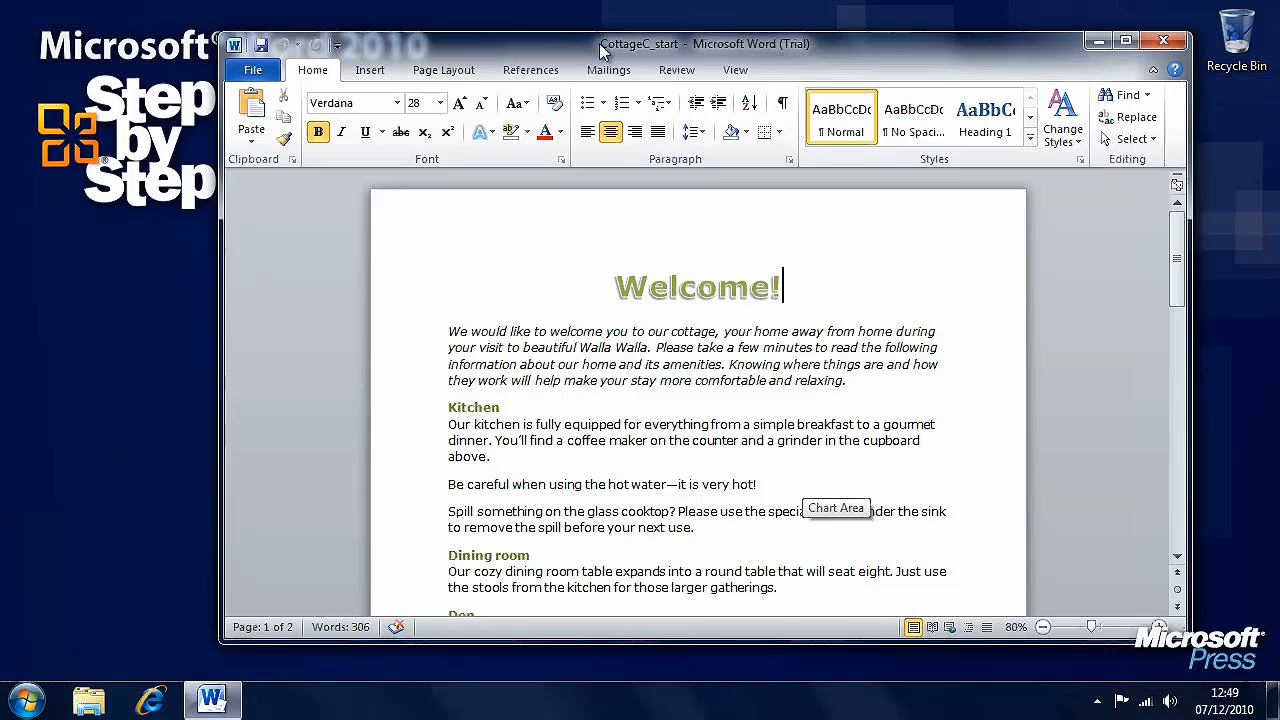 Microsoft® Word 2010
Step
by
Step
CottageC_start - Microsoft Word (Trial)
Recycle Bin
File
Home
Insert
Page Layout
References
Mailings
Review
View
Paste
Clipboard
Verdana
28
Aa
B I U abc x₂ x²
A
A
Font
Paragraph
AaBbCcDc
AaBbCcDc
AaBbC
¶ Normal
¶ No Spaci...
Heading 1
Styles
Change
Styles
Find
Replace
Select
Editing
Welcome!
We would like to welcome you to our cottage, your home away from home during
your visit to beautiful Walla Walla. Please take a few minutes to read the following
information about our home and its amenities. Knowing where things are and how
they work will help make your stay more comfortable and relaxing.
Kitchen
Our kitchen is fully equipped for everything from a simple breakfast to a gourmet
dinner. You'll find a coffee maker on the counter and a grinder in the cupboard
above.
Be careful when using the hot water—it is very hot!
Spill something on the glass cooktop? Please use the the sink
Chart Area
to remove the spill before your next use.
Dining room
Our cozy dining room table expands into a round table that will seat eight. Just use
the stools from the kitchen for those larger gatherings.
Den
Page: 1 of 2
Words: 306
80%
Microsoft®
Press
12:49
07/12/2010